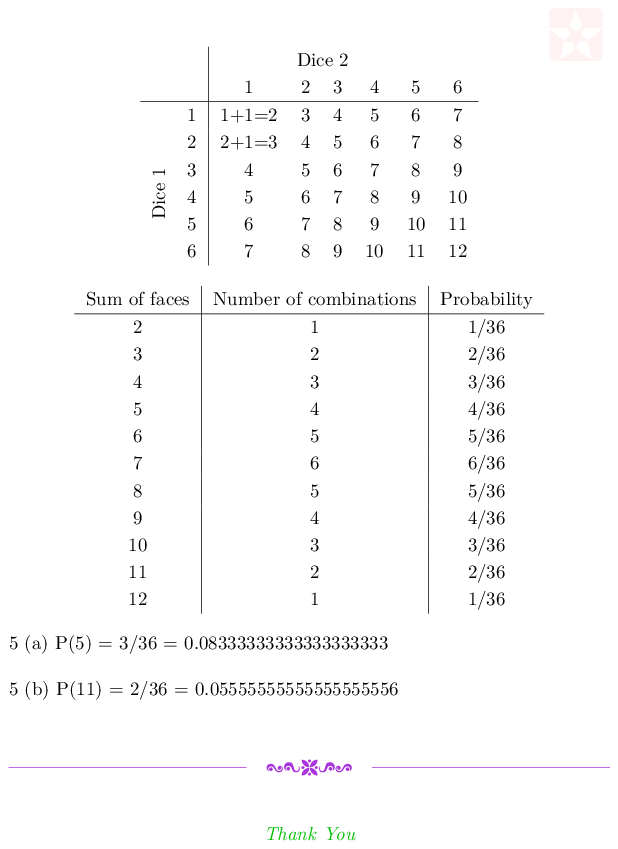 Dice 2
1 2 3 4 5 6
Dice 1
1 1+1=2 3 4 5 6 7
2 2+1=3 4 5 6 7 8
3 4 5 6 7 8 9
4 5 6 7 8 9 10
5 6 7 8 9 10 11
6 7 8 9 10 11 12
Sum of faces Number of combinations Probability
2 1 1/36
3 2 2/36
4 3 3/36
5 4 4/36
6 5 5/36
7 6 6/36
8 5 5/36
9 4 4/36
10 3 3/36
11 2 2/36
12 1 1/36
5 (a) P(5) = 3/36 = 0.08333333333333333333
5 (b) P(11) = 2/36 = 0.05555555555555555556
Thank You